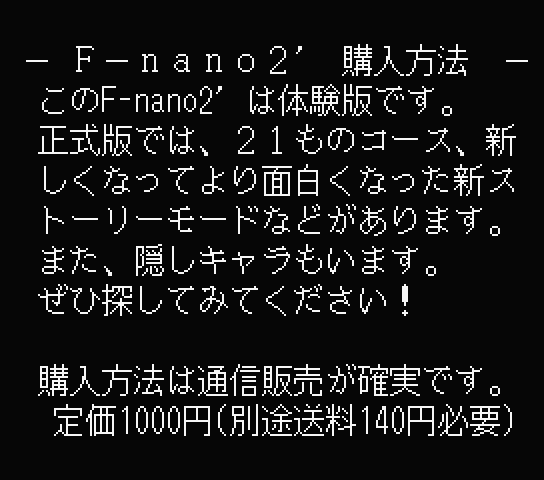 － Ｆ－ｎａｎｏ２′ 購入方法 －
このF-nano2′は体験版です。
正式版では、２１ものコース、新
しくなってより面白くなった新ス
トーリーモードなどがあります。
また、隠しキャラもいます。
ぜひ探してみてください！
購入方法は通信販売が確実です。
定価1000円(別途送料140円必要)